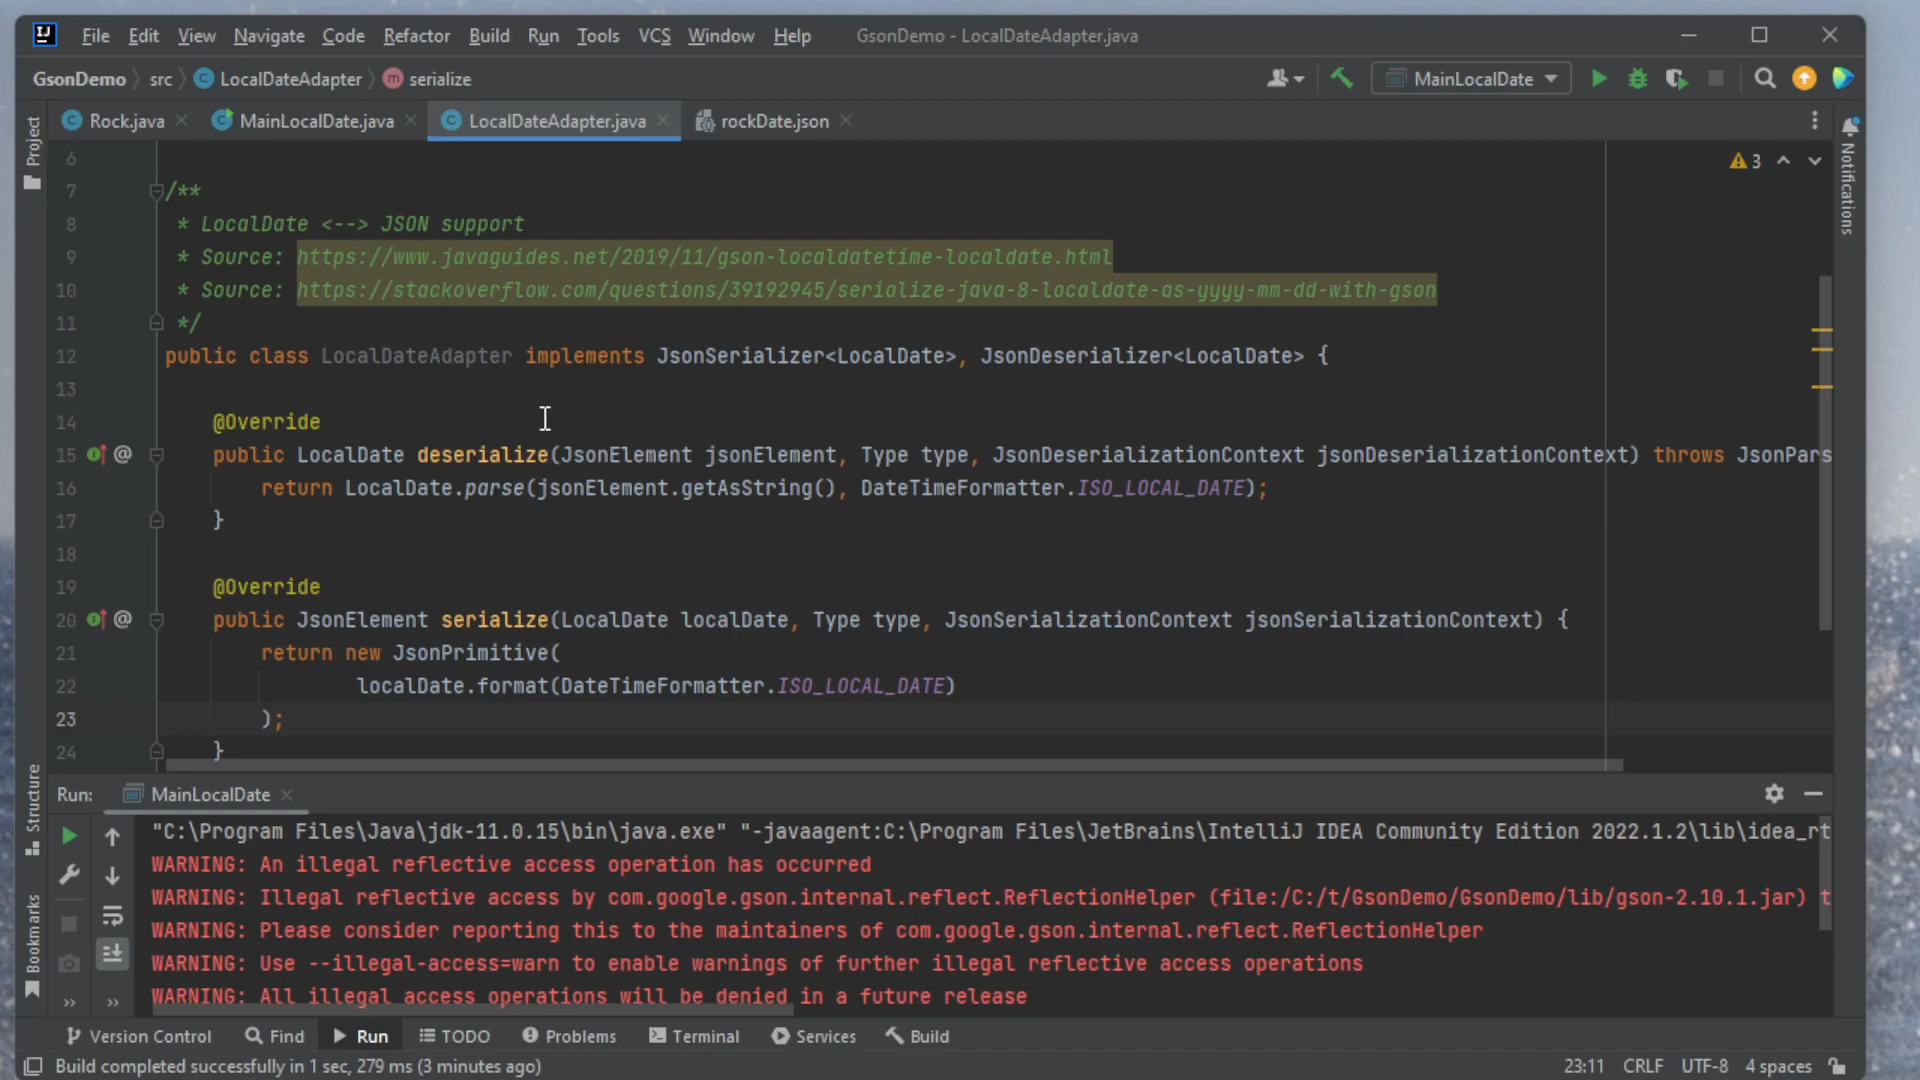 IJ File Edit View Navigate Code Refactor Build Run Tools VCS Window Help GsonDemo - LocalDateAdapter.java
GsonDemo src LocalDateAdapter serialize MainLocalDate
Rock.java MainLocalDate.java LocalDateAdapter.java rockDate.json
Project
Notifications
3
6
7 /**
8 * LocalDate <--> JSON support
9 * Source: https://www.javaguides.net/2019/11/gson-localdatetime-localdate.html
10 * Source: https://stackoverflow.com/questions/39192945/serialize-java-8-localdate-as-yyyy-mm-dd-with-gson
11 */
12 public class LocalDateAdapter implements JsonSerializer<LocalDate>, JsonDeserializer<LocalDate> {
13
14 @Override
15 @ public LocalDate deserialize(JsonElement jsonElement, Type type, JsonDeserializationContext jsonDeserializationContext) throws JsonPars
16 return LocalDate.parse(jsonElement.getAsString(), DateTimeFormatter.ISO_LOCAL_DATE);
17 }
18
19 @Override
20 @ public JsonElement serialize(LocalDate localDate, Type type, JsonSerializationContext jsonSerializationContext) {
21 return new JsonPrimitive(
22 localDate.format(DateTimeFormatter.ISO_LOCAL_DATE)
23 );
24 }
Structure
Bookmarks
Run: MainLocalDate
"C:\Program Files\Java\jdk-11.0.15\bin\java.exe" "-javaagent:C:\Program Files\JetBrains\IntelliJ IDEA Community Edition 2022.1.2\lib\idea_rt
WARNING: An illegal reflective access operation has occurred
WARNING: Illegal reflective access by com.google.gson.internal.reflect.ReflectionHelper (file:/C:/t/GsonDemo/GsonDemo/lib/gson-2.10.1.jar) t
WARNING: Please consider reporting this to the maintainers of com.google.gson.internal.reflect.ReflectionHelper
WARNING: Use --illegal-access=warn to enable warnings of further illegal reflective access operations
WARNING: All illegal access operations will be denied in a future release
Version Control Find Run TODO Problems Terminal Services Build
Build completed successfully in 1 sec, 279 ms (3 minutes ago) 23:11 CRLF UTF-8 4 spaces